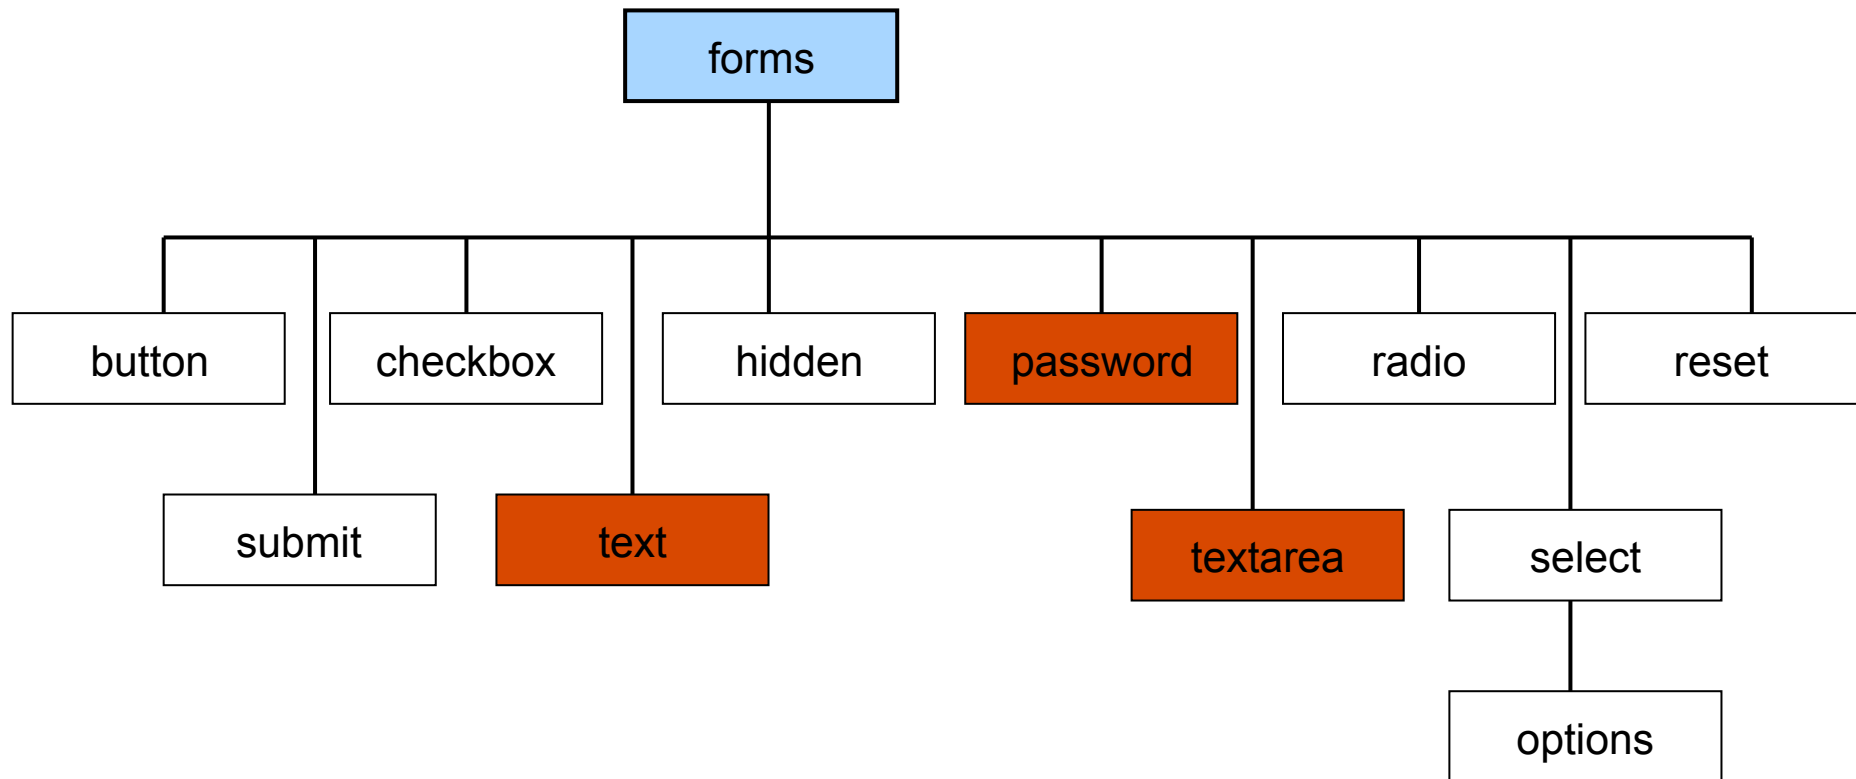 forms
button
checkbox
hidden
password
radio
reset
submit
text
textarea
select
options